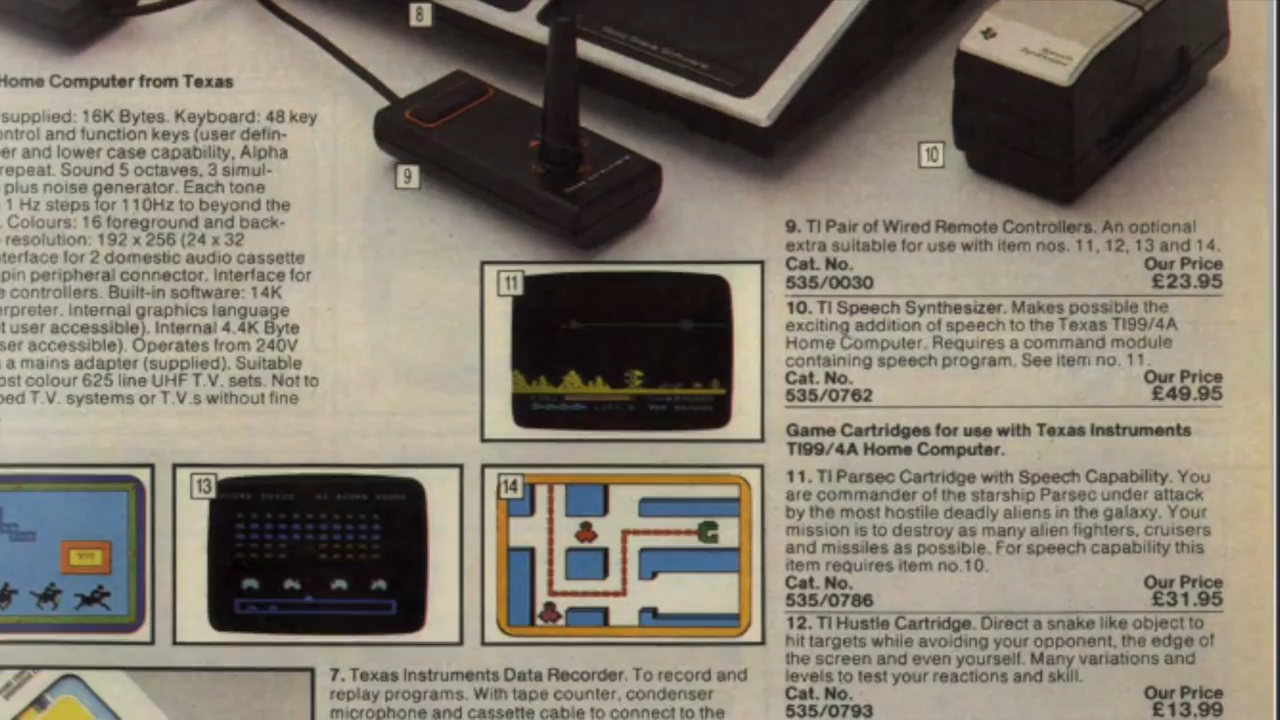 8
9
10
Home Computer from Texas
supplied: 16K Bytes. Keyboard: 48 key
ontrol and function keys (user defin-
er and lower case capability, Alpha
repeat. Sound 5 octaves, 3 simul-
plus noise generator. Each tone
1 Hz steps for 110Hz to beyond the
. Colours: 16 foreground and back-
resolution: 192 x 256 (24 x 32
nterface for 2 domestic audio cassette
pin peripheral connector. Interface for
e controllers. Built-in software: 14K
erpreter. Internal graphics language
t user accessible). Internal 4.4K Byte
ser accessible). Operates from 240V
a mains adapter (supplied). Suitable
ost colour 625 line UHF T.V. sets. Not to
ped T.V. systems or T.V.s without fine
11
13
14
7. Texas Instruments Data Recorder. To record and
replay programs. With tape counter, condenser
microphone and cassette cable to connect to the
9. TI Pair of Wired Remote Controllers. An optional
extra suitable for use with item nos. 11, 12, 13 and 14.
Cat. No. Our Price
535/0030 £23.95
10. TI Speech Synthesizer. Makes possible the
exciting addition of speech to the Texas TI99/4A
Home Computer. Requires a command module
containing speech program. See item no. 11.
Cat. No. Our Price
535/0762 £49.95
Game Cartridges for use with Texas Instruments
TI99/4A Home Computer.
11. TI Parsec Cartridge with Speech Capability. You
are commander of the starship Parsec under attack
by the most hostile deadly aliens in the galaxy. Your
mission is to destroy as many alien fighters, cruisers
and missiles as possible. For speech capability this
item requires item no.10.
Cat. No. Our Price
535/0786 £31.95
12. TI Hustle Cartridge. Direct a snake like object to
hit targets while avoiding your opponent, the edge of
the screen and even yourself. Many variations and
levels to test your reactions and skill.
Cat. No. Our Price
535/0793 £13.99